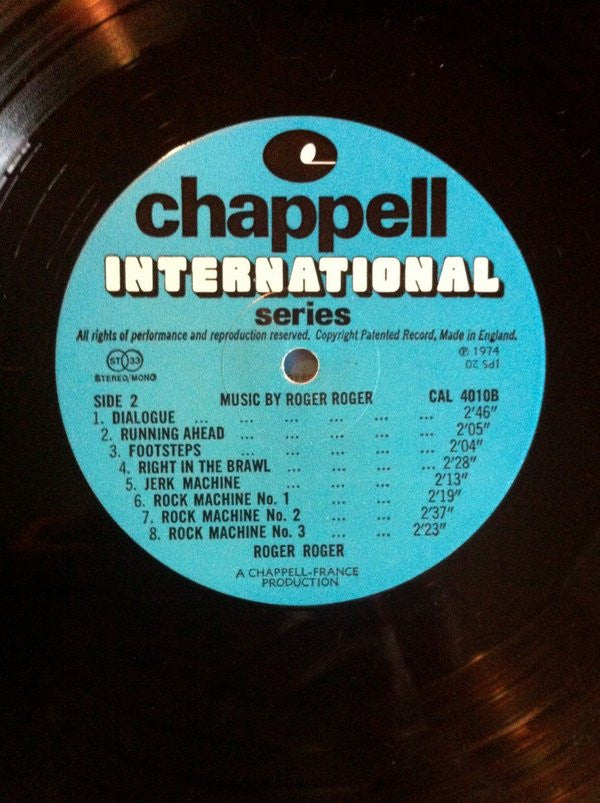 chappell
INTERNATIONAL
series
All rights of performance and reproduction reserved. Copyright Patented Record, Made in England.
ST 33
STEREO/MONO
℗ 1974
SIDE 2 MUSIC BY ROGER ROGER CAL 4010B
1. DIALOGUE ... ... ... ... ... ... 2'46"
2. RUNNING AHEAD ... ... ... ... ... 2'05"
3. FOOTSTEPS ... ... ... ... ... 2'04"
4. RIGHT IN THE BRAWL ... ... ... ... 2'28"
5. JERK MACHINE ... ... ... ... 2'13"
6. ROCK MACHINE No. 1 ... ... 2'19"
7. ROCK MACHINE No. 2 ... ... 2'37"
8. ROCK MACHINE No. 3 ... ... 2'23"
ROGER ROGER
A CHAPPELL-FRANCE
PRODUCTION